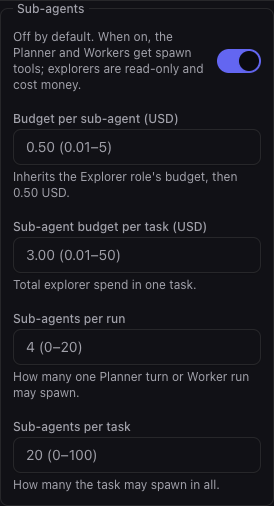 Sub-agents
Off by default. When on, the
Planner and Workers get spawn
tools; explorers are read-only and
cost money.
Budget per sub-agent (USD)
0.50 (0.01–5)
Inherits the Explorer role's budget, then
0.50 USD.
Sub-agent budget per task (USD)
3.00 (0.01–50)
Total explorer spend in one task.
Sub-agents per run
4 (0–20)
How many one Planner turn or Worker run
may spawn.
Sub-agents per task
20 (0–100)
How many the task may spawn in all.